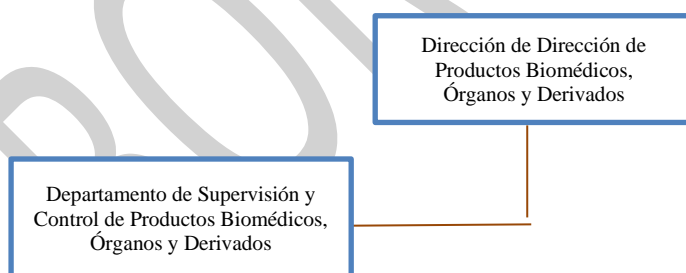 Dirección de Dirección de
Productos Biomédicos,
Órganos y Derivados
Departamento de Supervisión y
Control de Productos Biomédicos,
Órganos y Derivados